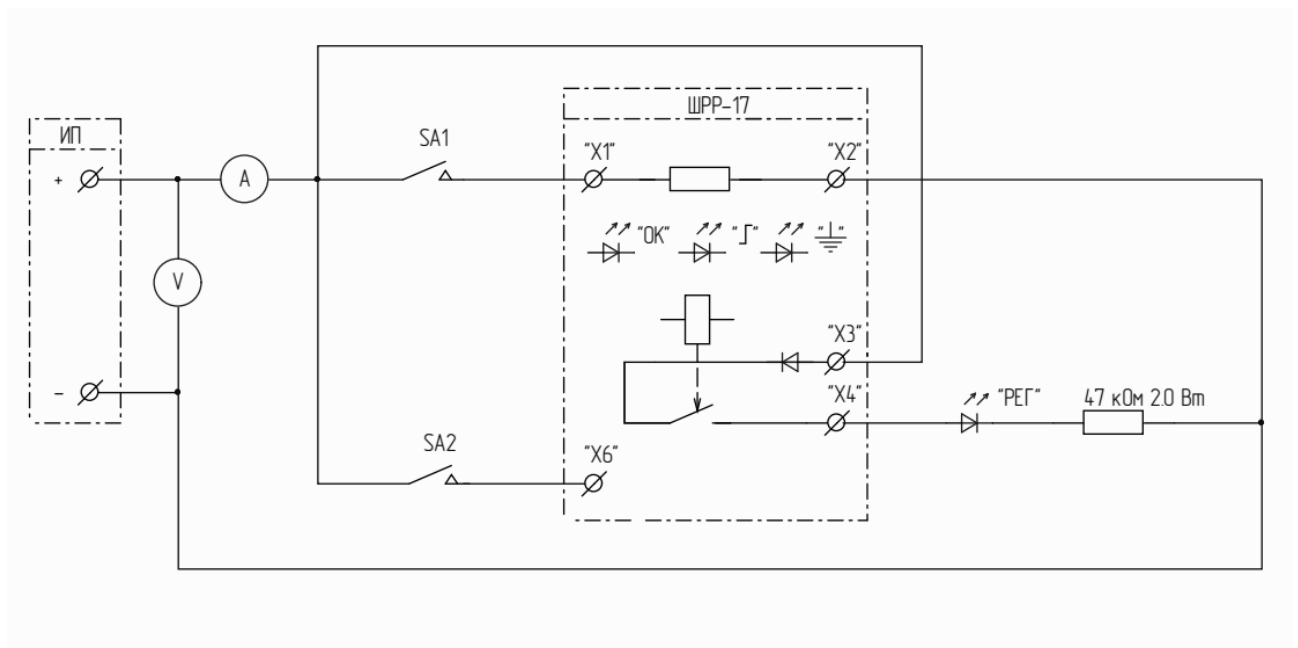 ШРР-17
ИП
SA1
"X1"
"X2"
+
A
"OK"
"
"
"
"
V
"X3"
"X4"
-
"РЕГ"
47 кОм 2.0 Вт
SA2
"X6"